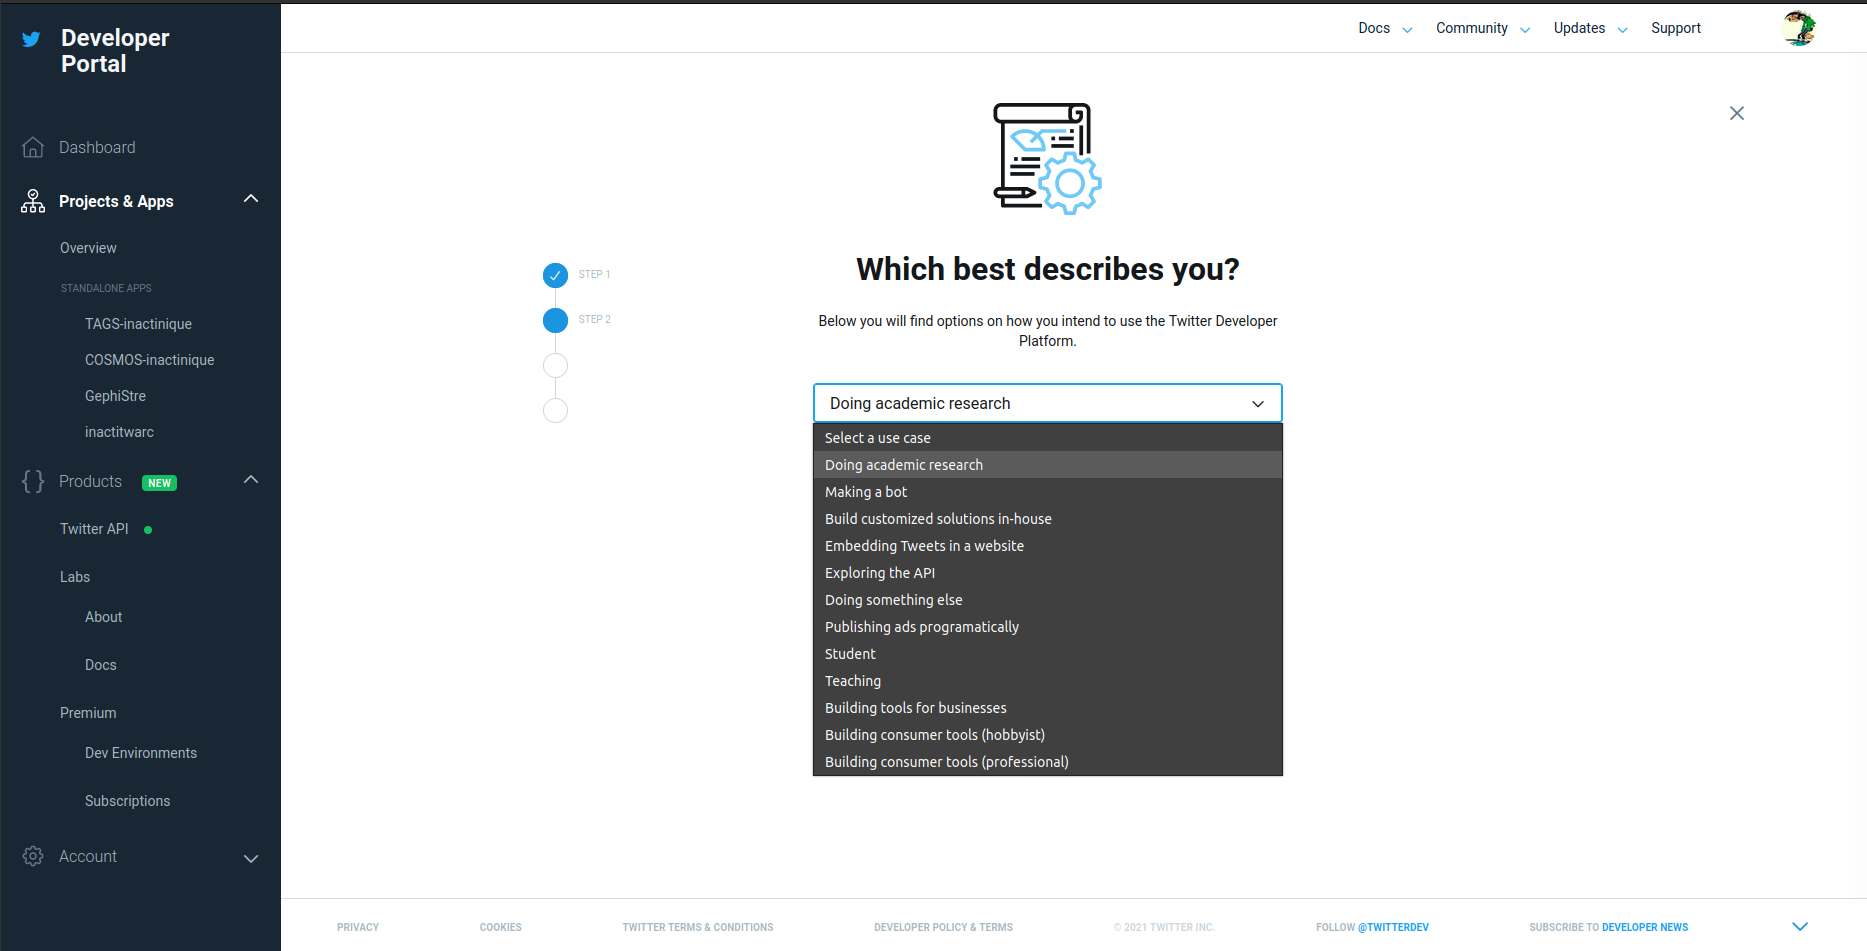 Developer
Portal
Docs
Community
Updates
Support
Dashboard
Projects & Apps
Overview
STANDALONE APPS
TAGS-inactinique
COSMOS-inactinique
GephiStre
inactitwarc
Products
NEW
Twitter API
Labs
About
Docs
Premium
Dev Environments
Subscriptions
Account
STEP 1
STEP 2
Which best describes you?
Below you will find options on how you intend to use the Twitter Developer
Platform.
Doing academic research
Select a use case
Doing academic research
Making a bot
Build customized solutions in-house
Embedding Tweets in a website
Exploring the API
Doing something else
Publishing ads programatically
Student
Teaching
Building tools for businesses
Building consumer tools (hobbyist)
Building consumer tools (professional)
PRIVACY
COOKIES
TWITTER TERMS & CONDITIONS
DEVELOPER POLICY & TERMS
© 2021 TWITTER INC.
FOLLOW @TWITTERDEV
SUBSCRIBE TO DEVELOPER NEWS